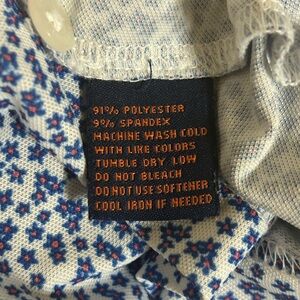 91% POLYESTER
9% SPANDEX
MACHINE WASH COLD
WITH LIKE COLORS
TUMBLE DRY LOW
DO NOT BLEACH
DO NOT USE SOFTENER
COOL IRON IF NEEDED